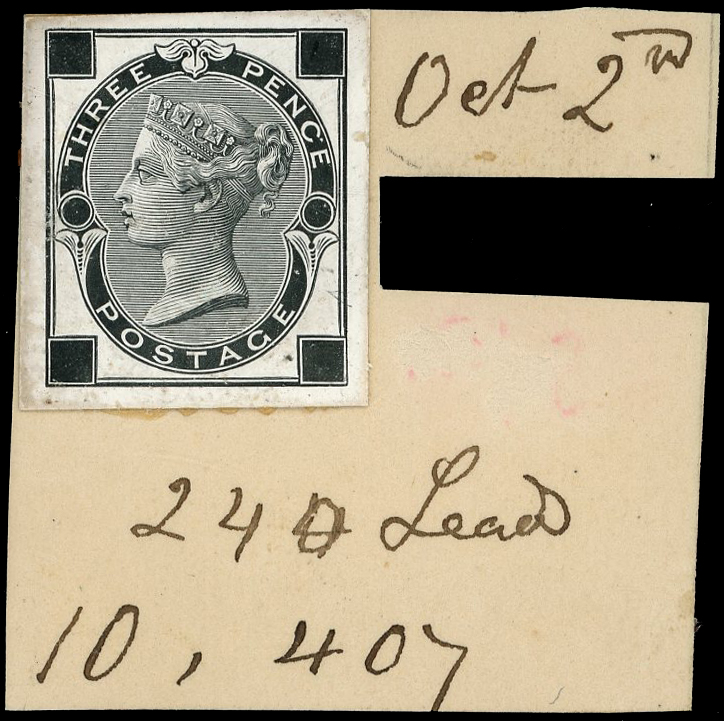 THREE PENCE
POSTAGE
Oct 2nd
240 Lead
10, 407